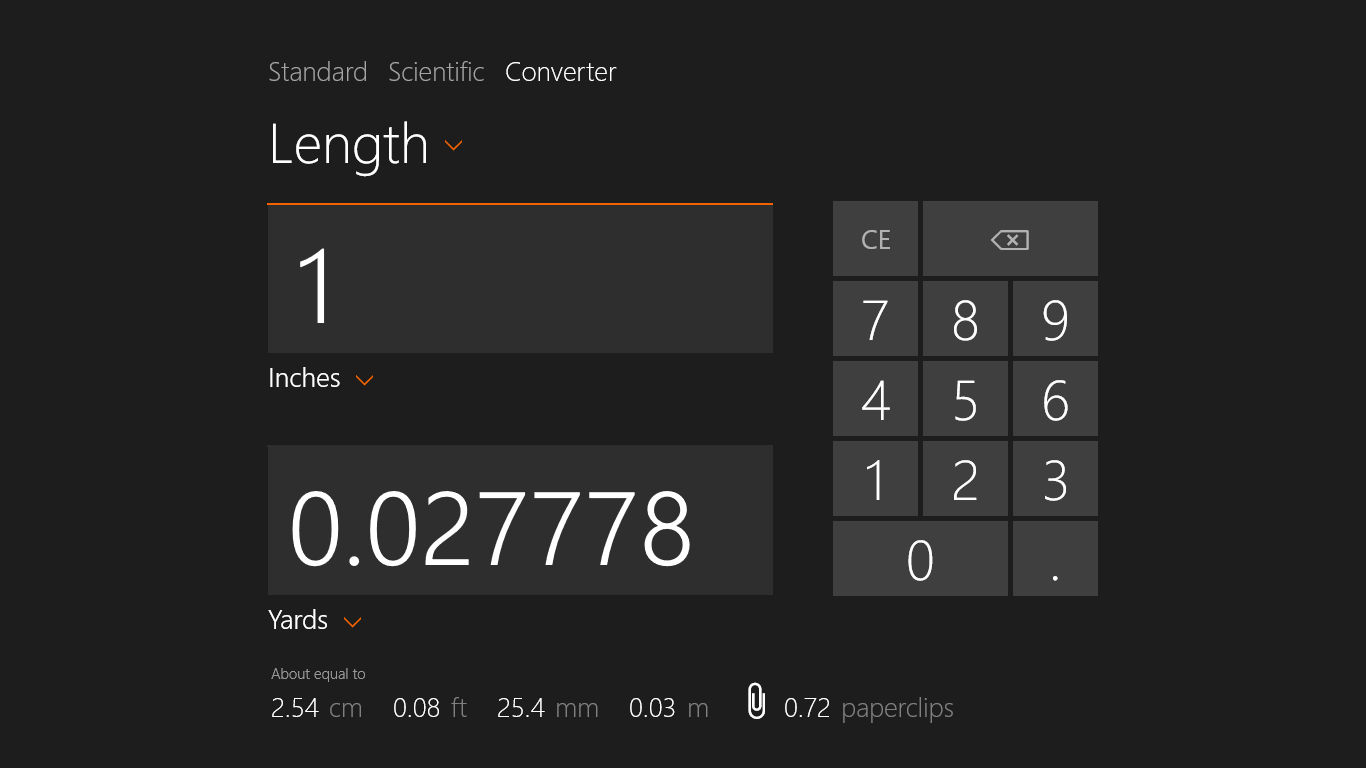 Standard Scientific Converter
Length
1
Inches
0.027778
Yards
About equal to
2.54 cm 0.08 ft 25.4 mm 0.03 m 0.72 paperclips
CE
7 8 9
4 5 6
1 2 3
0 .